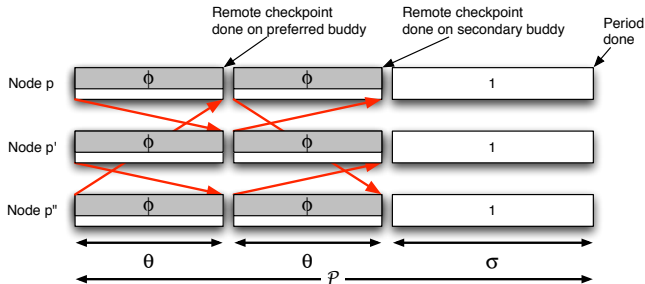 Remote checkpoint
done on preferred buddy
Remote checkpoint
done on secondary buddy
Period
done
Node p
ϕ
ϕ
1
Node p'
ϕ
ϕ
1
Node p"
ϕ
ϕ
1
θ
θ
σ
𝒫